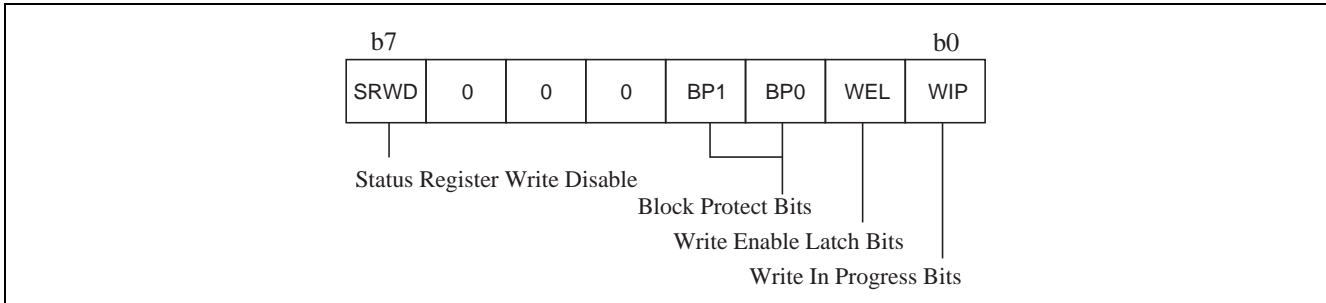 b7 b0
SRWD 0 0 0 BP1 BP0 WEL WIP
Status Register Write Disable
Block Protect Bits
Write Enable Latch Bits
Write In Progress Bits